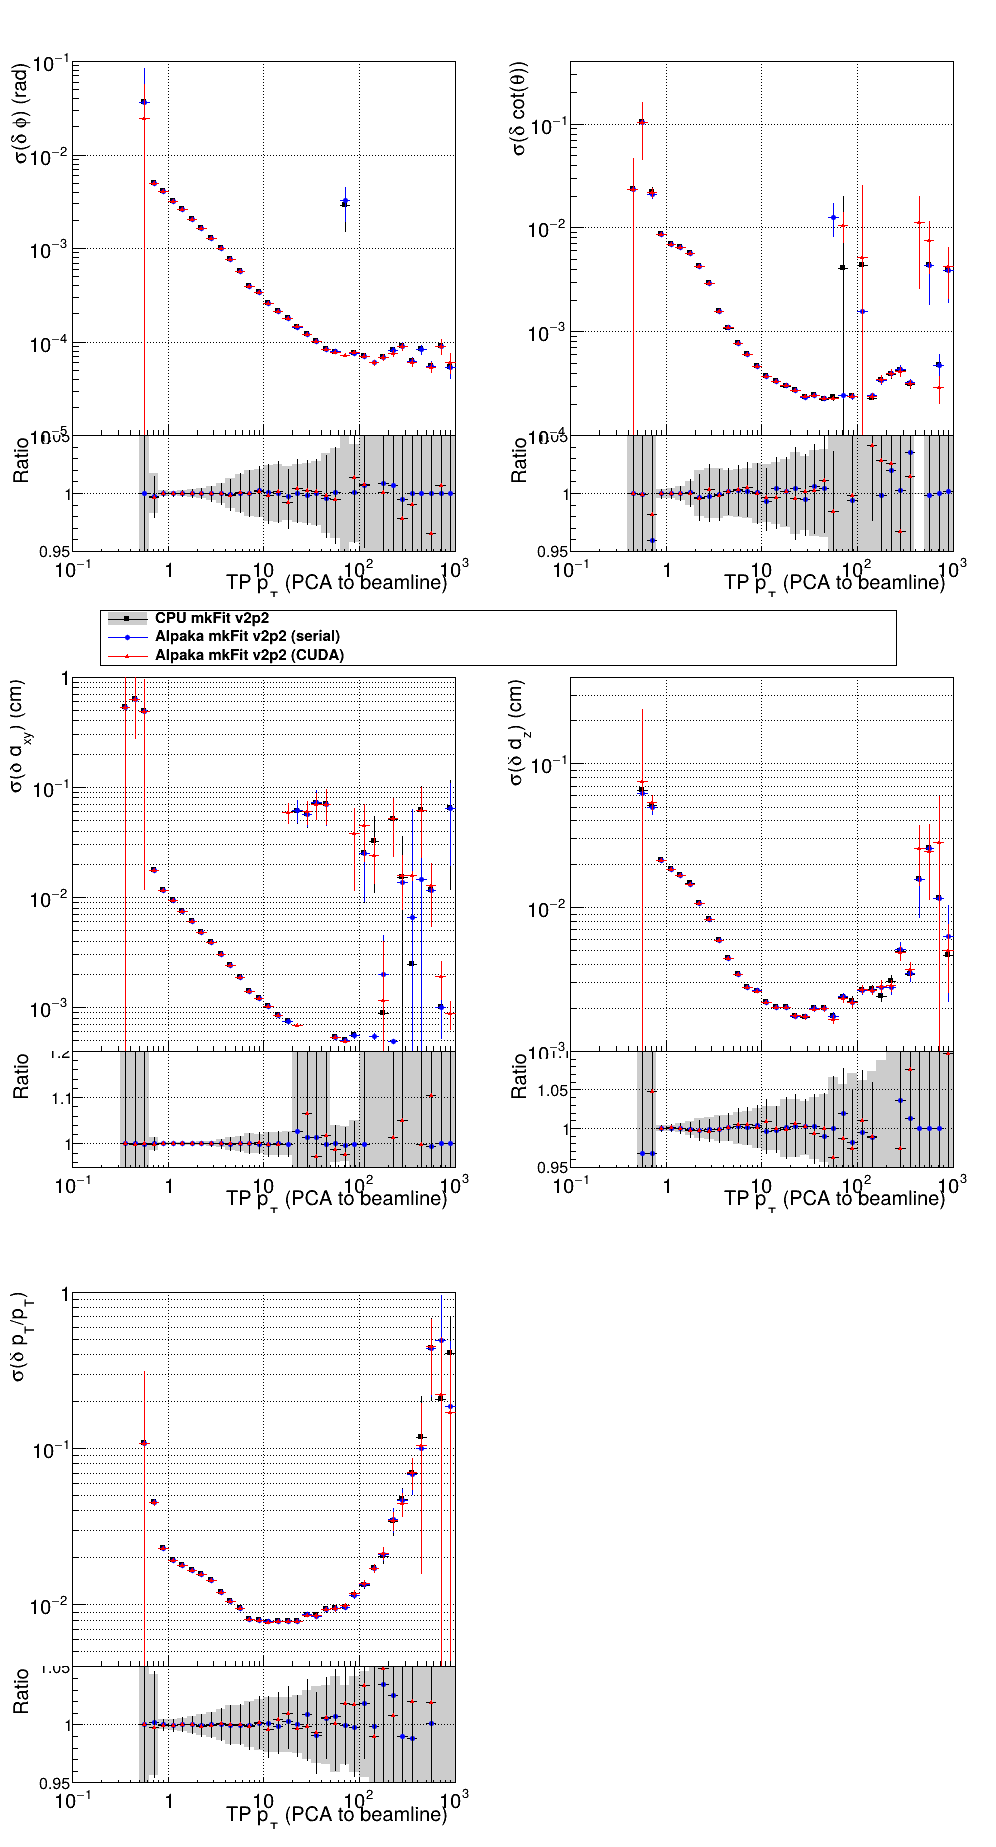 σ(δ φ) (rad)
10⁻¹
10⁻²
10⁻³
10⁻⁴
10⁻⁵
Ratio
1.05
1
0.95
10⁻¹ 1 10 10² 10³
TP p_T (PCA to beamline)
σ(δ cot(θ))
10⁻¹
10⁻²
10⁻³
10⁻⁴
Ratio
1
0.95
10⁻¹ 1 10 10² 10³
TP p_T (PCA to beamline)
CPU mkFit v2p2
Alpaka mkFit v2p2 (serial)
Alpaka mkFit v2p2 (CUDA)
σ(δ d_xy) (cm)
1
10⁻¹
10⁻²
10⁻³
Ratio
1.2
1.1
1
10⁻¹ 1 10 10² 10³
TP p_T (PCA to beamline)
σ(δ d_z) (cm)
10⁻¹
10⁻²
10⁻³
Ratio
1.05
1
0.95
10⁻¹ 1 10 10² 10³
TP p_T (PCA to beamline)
σ(δ p_T/p_T)
1
10⁻¹
10⁻²
Ratio
1.05
1
0.95
10⁻¹ 1 10 10² 10³
TP p_T (PCA to beamline)